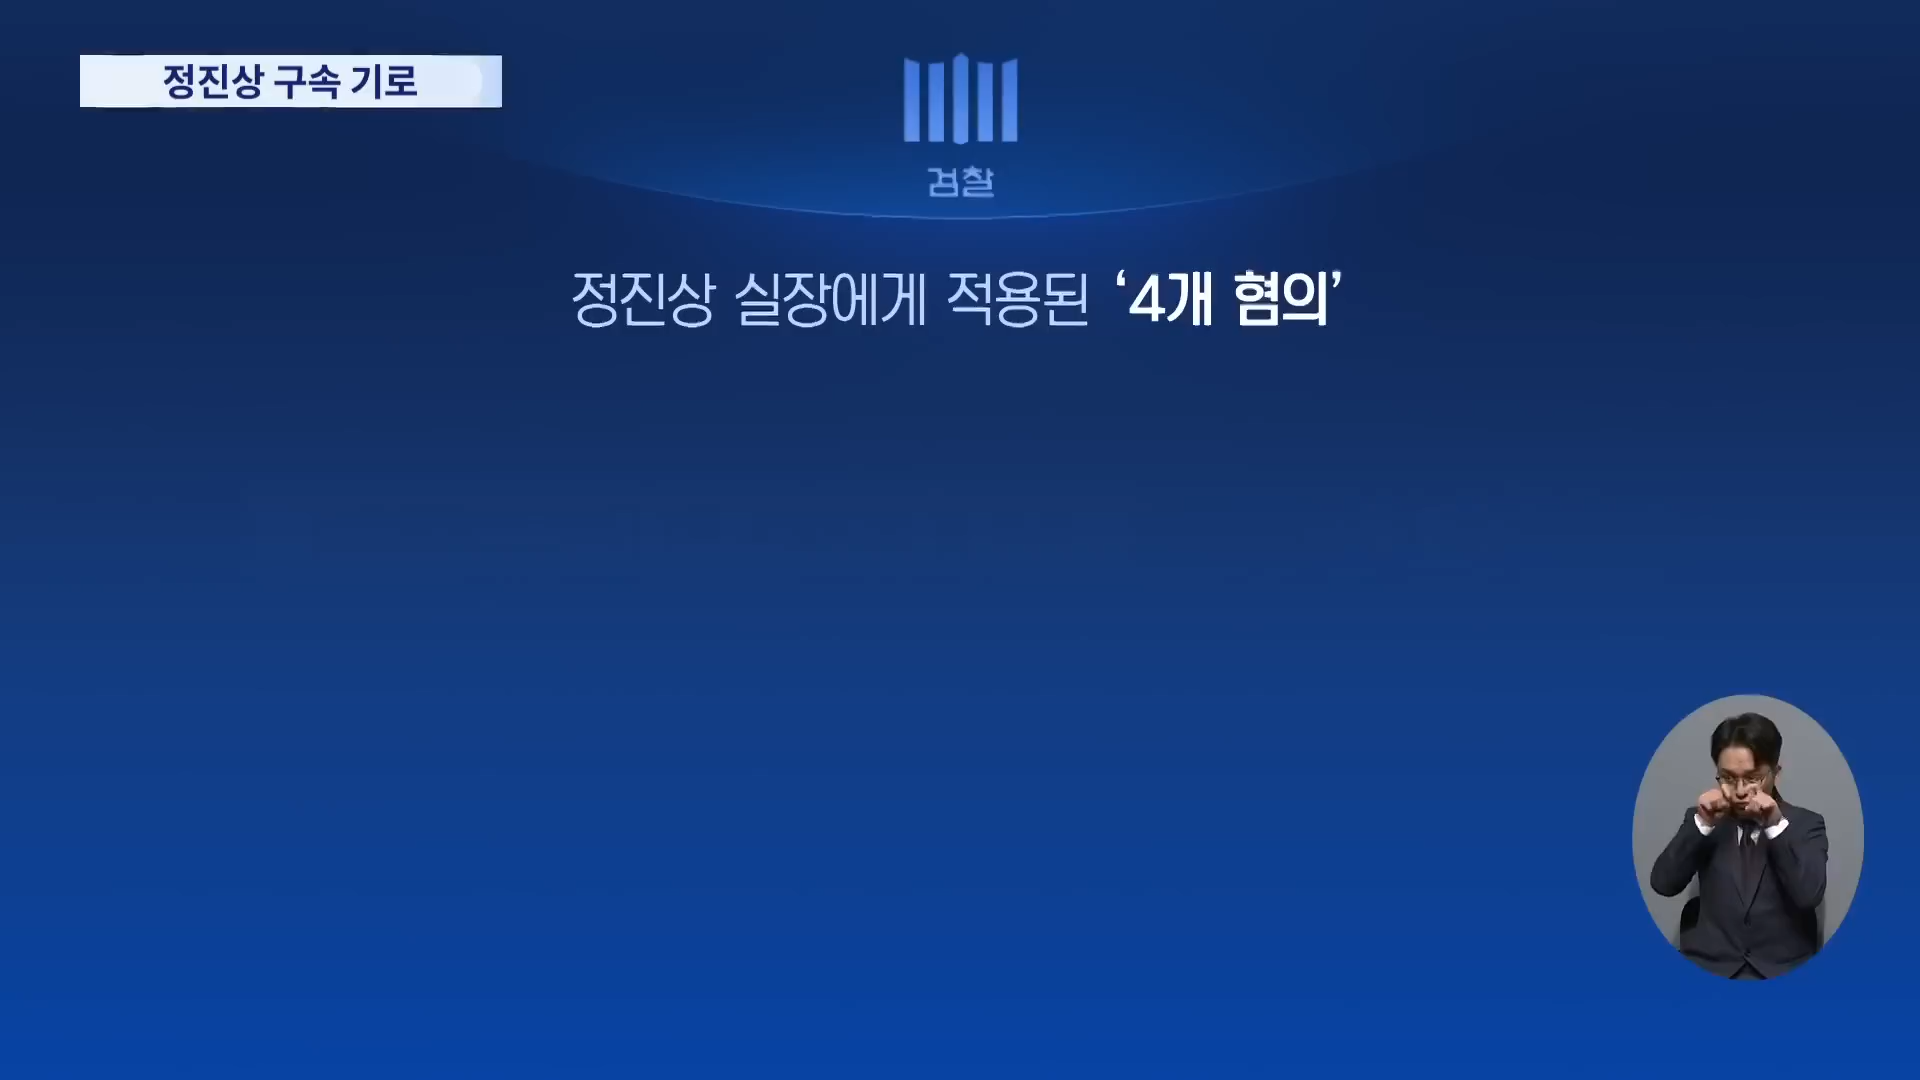 정진상 구속 기로
검찰
정진상 실장에게 적용된 ‘4개 혐의’